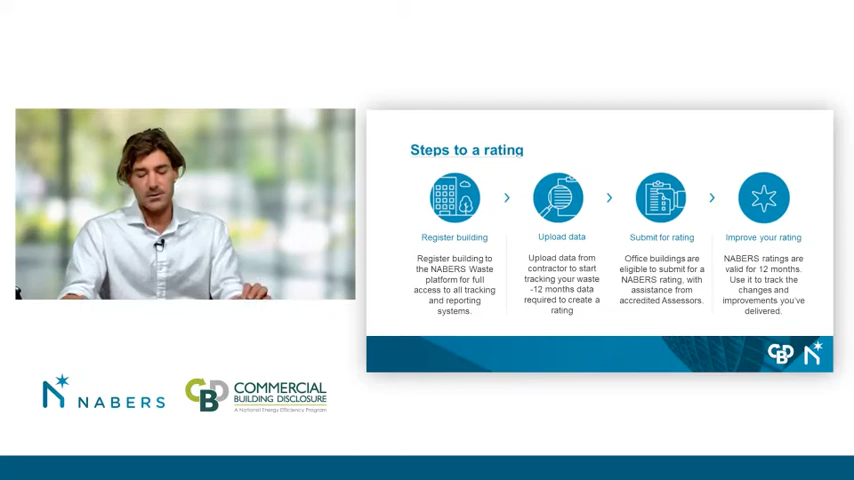 Steps to a rating
Register building
Register building to
the NABERS Waste
platform for full
access to all tracking
and reporting
systems.
Upload data
Upload data from
contractor to start
tracking your waste
-12 months data
required to create a
rating
Submit for rating
Office buildings are
eligible to submit for a
NABERS rating, with
assistance from
accredited Assessors.
Improve your rating
NABERS ratings are
valid for 12 months.
Use it to track the
changes and
improvements you've
delivered.
CBD N
N NABERS
CBD COMMERCIAL
BUILDING DISCLOSURE
A National Energy Efficiency Program